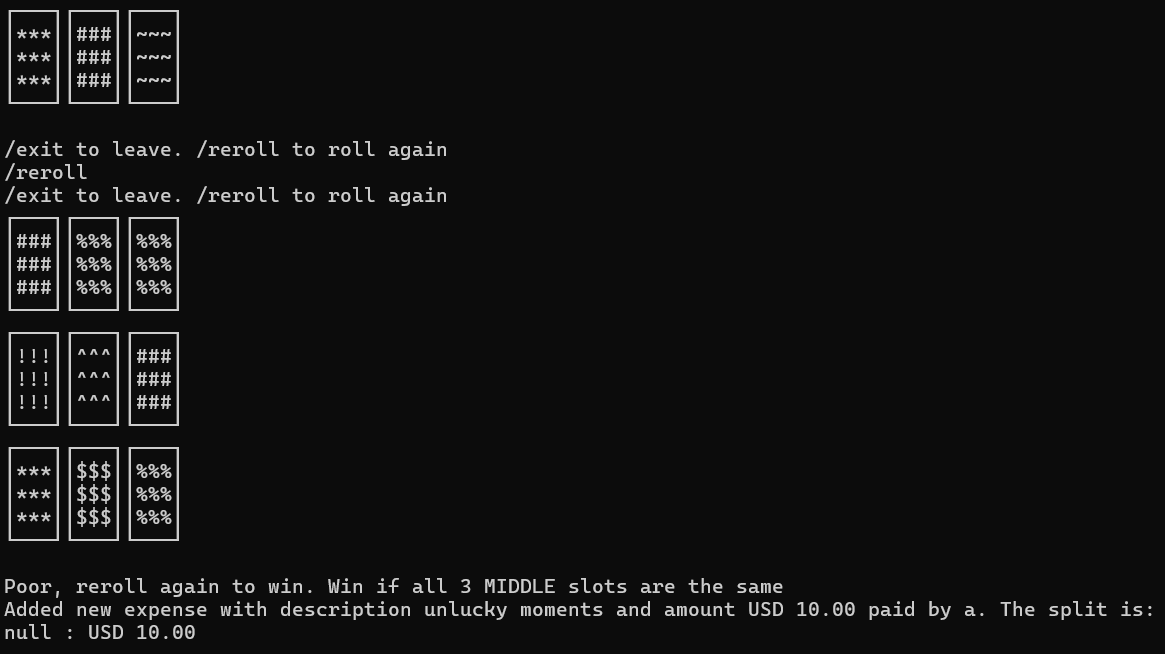 *** ### ~~~
*** ### ~~~
*** ### ~~~
/exit to leave. /reroll to roll again
/reroll
/exit to leave. /reroll to roll again
### %%% %%%
### %%% %%%
### %%% %%%
!!! ^^^ ###
!!! ^^^ ###
!!! ^^^ ###
*** $$$ %%%
*** $$$ %%%
*** $$$ %%%
Poor, reroll again to win. Win if all 3 MIDDLE slots are the same
Added new expense with description unlucky moments and amount USD 10.00 paid by a. The split is:
null : USD 10.00